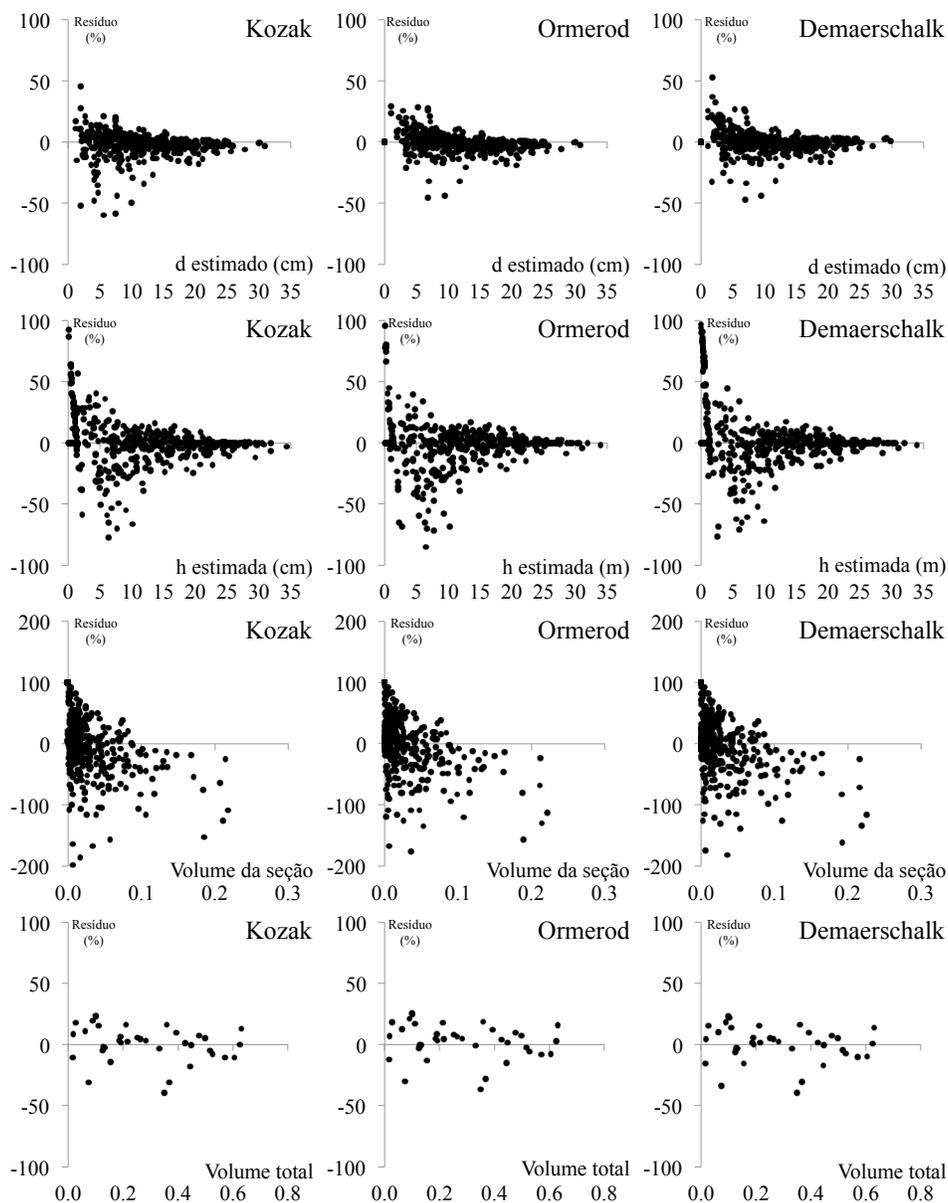 Kozak
Resíduo
(%)
100
50
0
-50
-100
d estimado (cm)
0 5 10 15 20 25 30 35
Ormerod
Resíduo
(%)
100
50
0
-50
-100
d estimado (cm)
0 5 10 15 20 25 30 35
Demaerschalk
Resíduo
(%)
100
50
0
-50
-100
d estimado (cm)
0 5 10 15 20 25 30 35
Kozak
Resíduo
(%)
100
50
0
-50
-100
h estimada (cm)
0 5 10 15 20 25 30 35
Ormerod
Resíduo
(%)
100
50
0
-50
-100
h estimada (m)
0 5 10 15 20 25 30 35
Demaerschalk
Resíduo
(%)
100
50
0
-50
-100
h estimada (m)
0 5 10 15 20 25 30 35
Kozak
Resíduo
(%)
200
100
0
-100
-200
Volume da seção
0.0 0.1 0.2 0.3
Ormerod
Resíduo
(%)
200
100
0
-100
-200
Volume da seção
0.0 0.1 0.2 0.3
Demaerschalk
Resíduo
(%)
200
100
0
-100
-200
Volume da seção
0.0 0.1 0.2 0.3
Kozak
Resíduo
(%)
100
50
0
-50
-100
Volume total
0.0 0.2 0.4 0.6 0.8
Ormerod
Resíduo
(%)
100
50
0
-50
-100
Volume total
0.0 0.2 0.4 0.6 0.8
Demaerschalk
Resíduo
(%)
100
50
0
-50
-100
Volume total
0.0 0.2 0.4 0.6 0.8